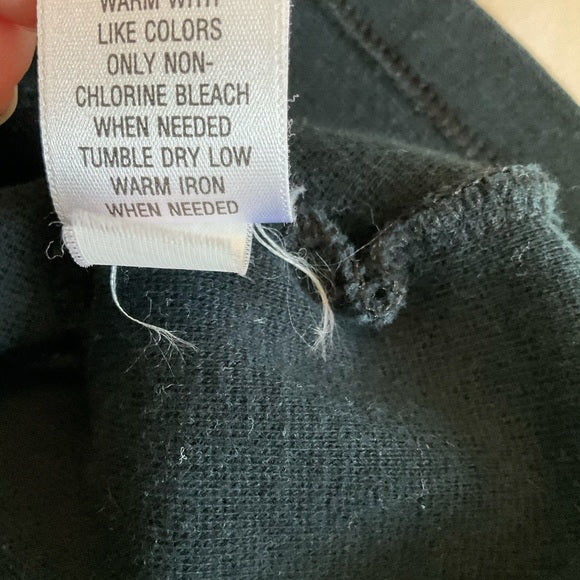 WARM WITH
LIKE COLORS
ONLY NON-
CHLORINE BLEACH
WHEN NEEDED
TUMBLE DRY LOW
WARM IRON
WHEN NEEDED